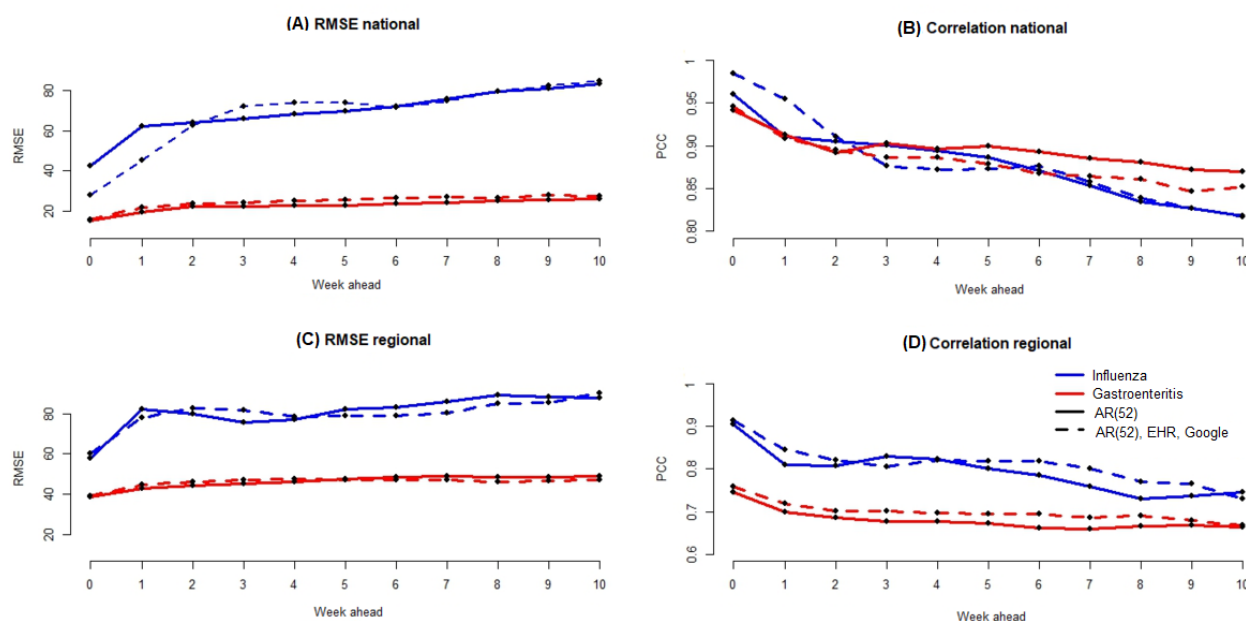 (A) RMSE national
RMSE
80
60
40
20
0 1 2 3 4 5 6 7 8 9 10
Week ahead
(B) Correlation national
PCC
1
0.95
0.90
0.85
0.80
0 1 2 3 4 5 6 7 8 9 10
Week ahead
(C) RMSE regional
RMSE
80
60
40
20
0 1 2 3 4 5 6 7 8 9 10
Week ahead
(D) Correlation regional
Influenza
Gastroenteritis
AR(52)
AR(52), EHR, Google
PCC
1
0.9
0.8
0.7
0.6
0 1 2 3 4 5 6 7 8 9 10
Week ahead